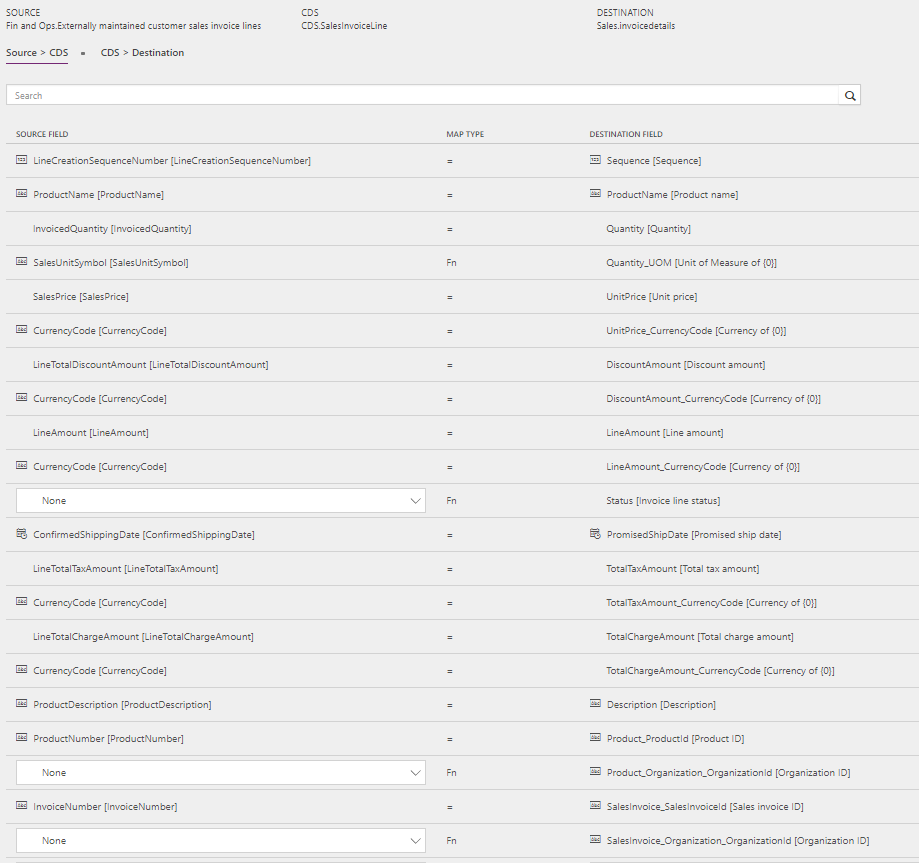 SOURCE CDS DESTINATION
Fin and Ops.Externally maintained customer sales invoice lines CDS.SalesInvoiceLine Sales.invoicedetails
Source > CDS CDS > Destination
Search
SOURCE FIELD MAP TYPE DESTINATION FIELD
LineCreationSequenceNumber [LineCreationSequenceNumber] = Sequence [Sequence]
ProductName [ProductName] = ProductName [Product name]
InvoicedQuantity [InvoicedQuantity] = Quantity [Quantity]
SalesUnitSymbol [SalesUnitSymbol] Fn Quantity_UOM [Unit of Measure of {0}]
SalesPrice [SalesPrice] = UnitPrice [Unit price]
CurrencyCode [CurrencyCode] = UnitPrice_CurrencyCode [Currency of {0}]
LineTotalDiscountAmount [LineTotalDiscountAmount] = DiscountAmount [Discount amount]
CurrencyCode [CurrencyCode] = DiscountAmount_CurrencyCode [Currency of {0}]
LineAmount [LineAmount] = LineAmount [Line amount]
CurrencyCode [CurrencyCode] = LineAmount_CurrencyCode [Currency of {0}]
None Fn Status [Invoice line status]
ConfirmedShippingDate [ConfirmedShippingDate] = PromisedShipDate [Promised ship date]
LineTotalTaxAmount [LineTotalTaxAmount] = TotalTaxAmount [Total tax amount]
CurrencyCode [CurrencyCode] = TotalTaxAmount_CurrencyCode [Currency of {0}]
LineTotalChargeAmount [LineTotalChargeAmount] = TotalChargeAmount [Total charge amount]
CurrencyCode [CurrencyCode] = TotalChargeAmount_CurrencyCode [Currency of {0}]
ProductDescription [ProductDescription] = Description [Description]
ProductNumber [ProductNumber] = Product_ProductId [Product ID]
None Fn Product_Organization_OrganizationId [Organization ID]
InvoiceNumber [InvoiceNumber] = SalesInvoice_SalesInvoiceId [Sales invoice ID]
None Fn SalesInvoice_Organization_OrganizationId [Organization ID]